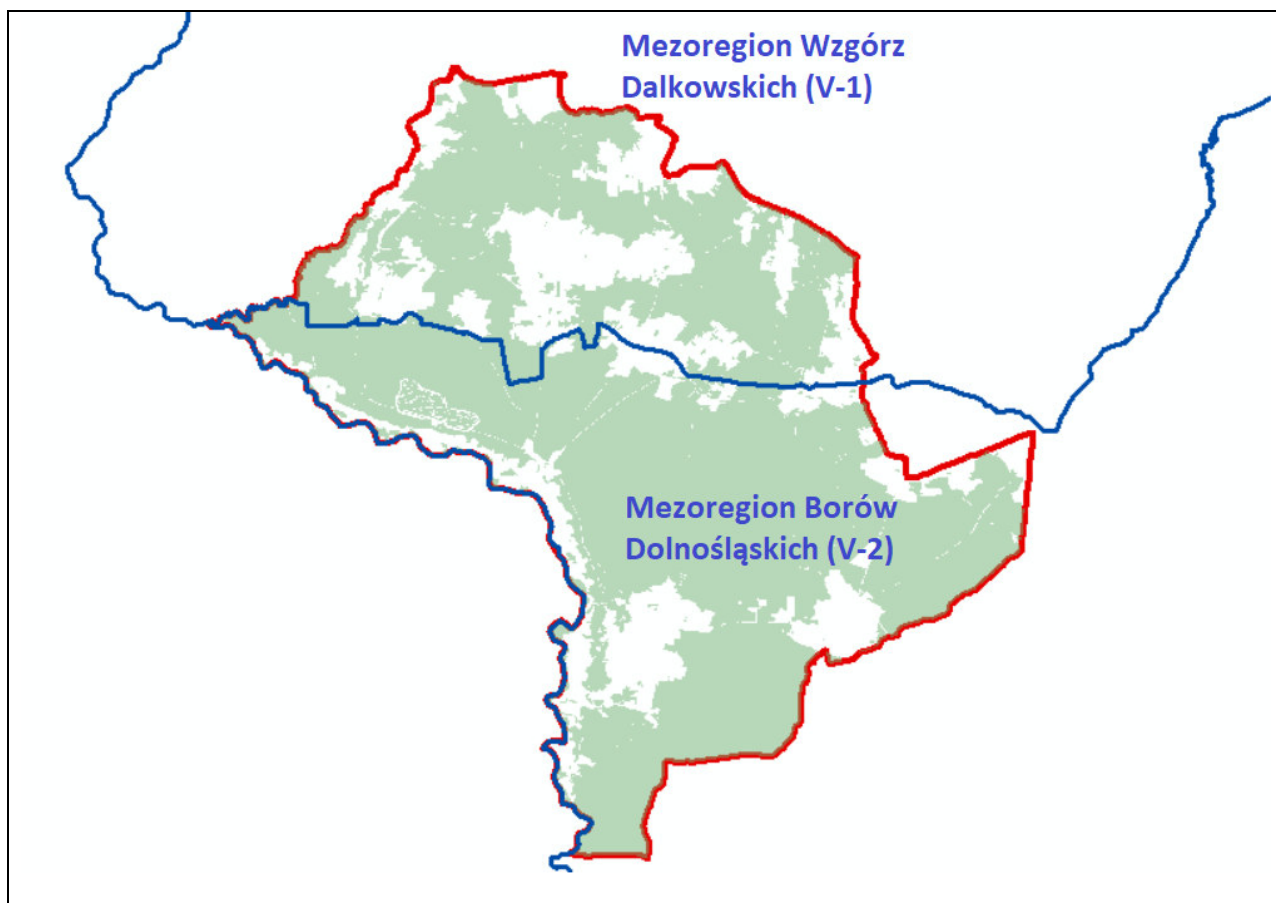 Mezoregion Wzgórz
Dalkowskich (V-1)
Mezoregion Borów
Dolnośląskich (V-2)